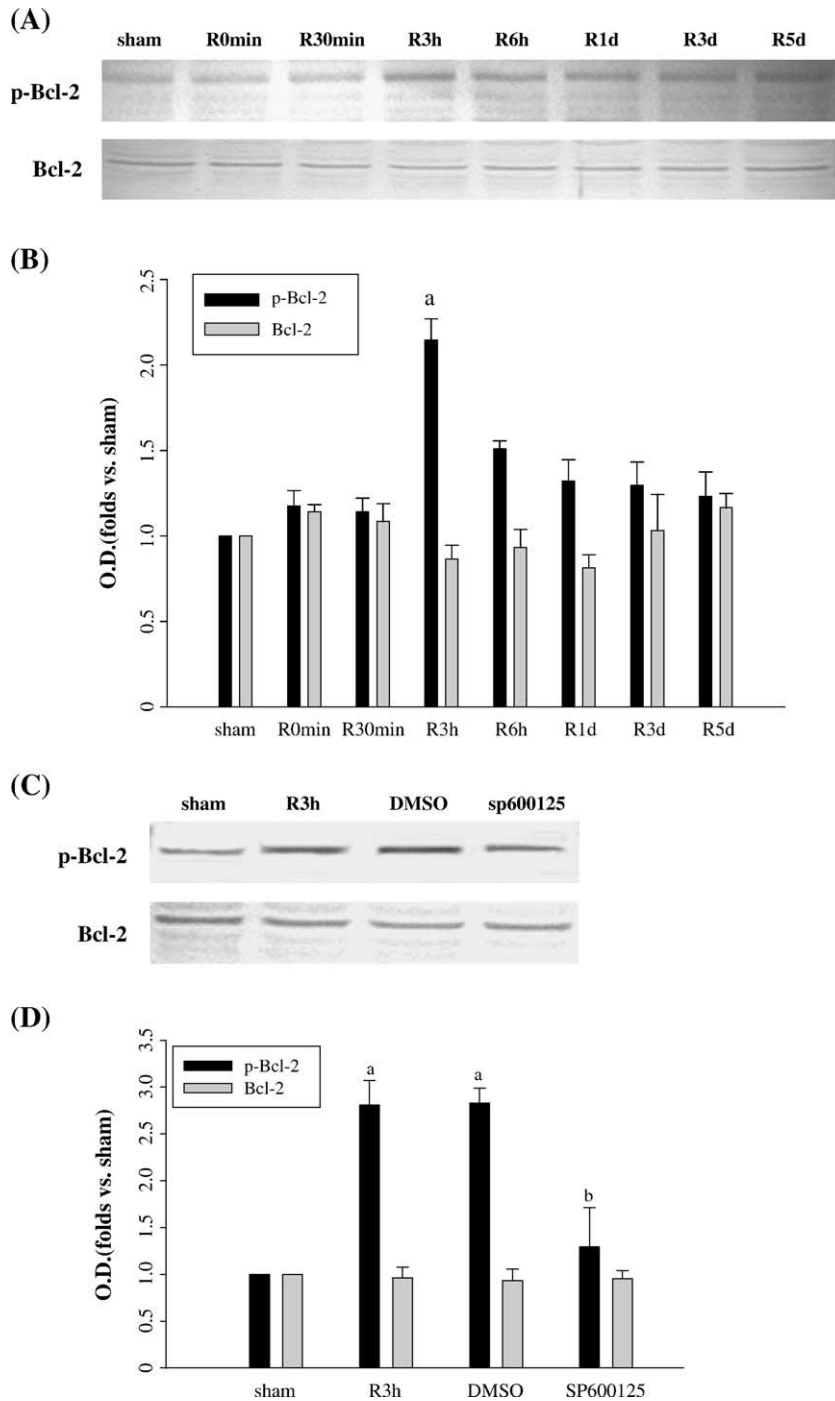 (A)
sham R0min R30min R3h R6h R1d R3d R5d
p-Bcl-2
Bcl-2
(B)
O.D.(folds vs. sham)
2.5
2.0
1.5
1.0
0.5
0
p-Bcl-2
Bcl-2
a
sham R0min R30min R3h R6h R1d R3d R5d
(C)
sham R3h DMSO sp600125
p-Bcl-2
Bcl-2
(D)
O.D.(folds vs. sham)
3.5
3.0
2.5
2.0
1.5
1.0
0.5
0
p-Bcl-2
Bcl-2
a a b
sham R3h DMSO SP600125